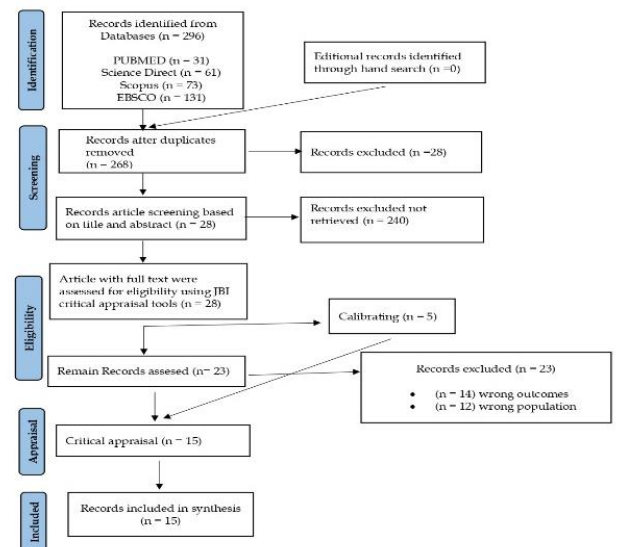 Identification
Records identified from
Databases (n = 296)
PUBMED (n = 31)
Science Direct (n = 61)
Scopus (n = 73)
EBSCO (n = 131)
Editional records identified
through hand search (n =0)
Screening
Records after duplicates
removed
(n = 268)
Records excluded (n =28)
Records article screening based
on title and abstract (n = 28)
Records excluded not
retrieved (n = 240)
Eligibility
Article with full text were
assessed for eligibility using JBI
critical appraisal tools (n = 28)
Calibrating (n = 5)
Remain Records assesed (n= 23)
Records excluded (n = 23)
• (n = 14) wrong outcomes
• (n = 12) wrong population
Appraisal
Critical appraisal (n = 15)
Included
Records included in synthesis
(n = 15)